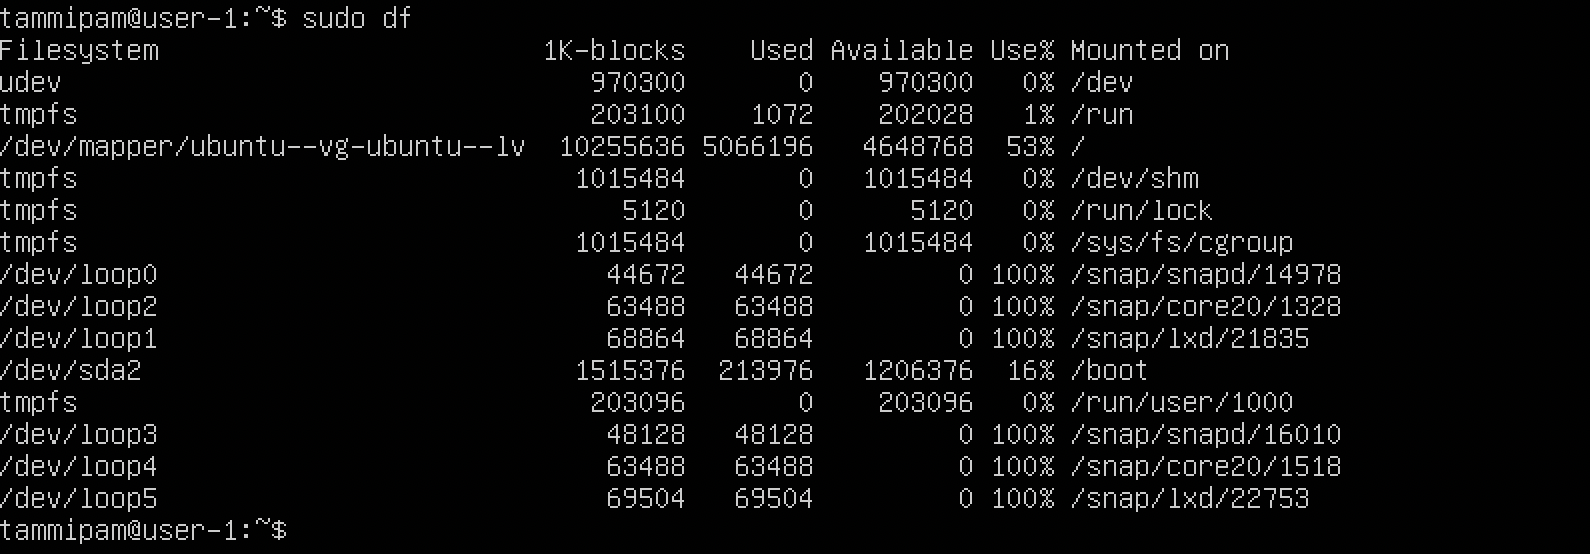 tammipam@user-1:~$ sudo df
Filesystem                        1K-blocks    Used Available Use% Mounted on
udev                                 970300       0    970300   0% /dev
tmpfs                                203100    1072    202028   1% /run
/dev/mapper/ubuntu--vg-ubuntu--lv  10255636 5066196   4648768  53% /
tmpfs                               1015484       0   1015484   0% /dev/shm
tmpfs                                  5120       0      5120   0% /run/lock
tmpfs                               1015484       0   1015484   0% /sys/fs/cgroup
/dev/loop0                            44672   44672         0 100% /snap/snapd/14978
/dev/loop2                            63488   63488         0 100% /snap/core20/1328
/dev/loop1                            68864   68864         0 100% /snap/lxd/21835
/dev/sda2                           1515376  213976   1206376  16% /boot
tmpfs                                203096       0    203096   0% /run/user/1000
/dev/loop3                            48128   48128         0 100% /snap/snapd/16010
/dev/loop4                            63488   63488         0 100% /snap/core20/1518
/dev/loop5                            69504   69504         0 100% /snap/lxd/22753
tammipam@user-1:~$